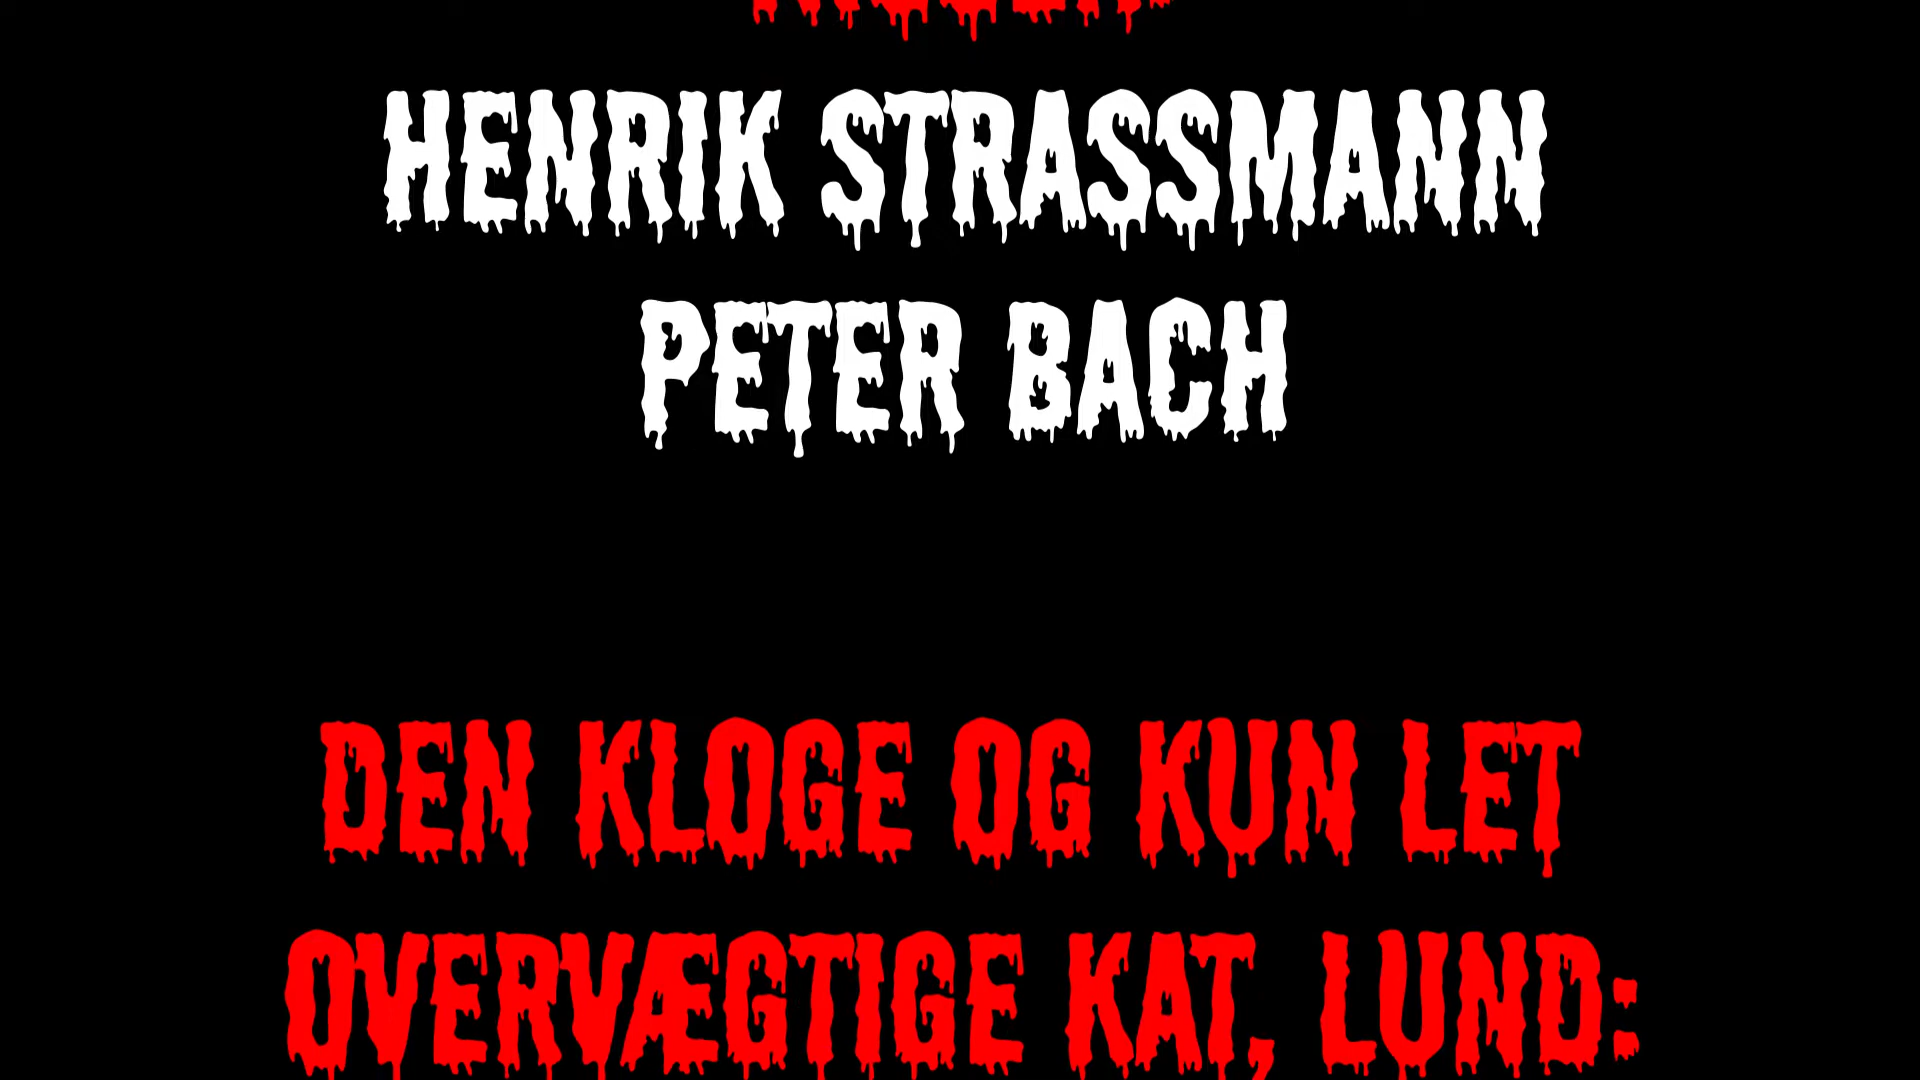 HENRIK STRASSMANN
PETER BACH
DEN KLOGE OG KUN LET
OVERVÆGTIGE KAT, LUND: